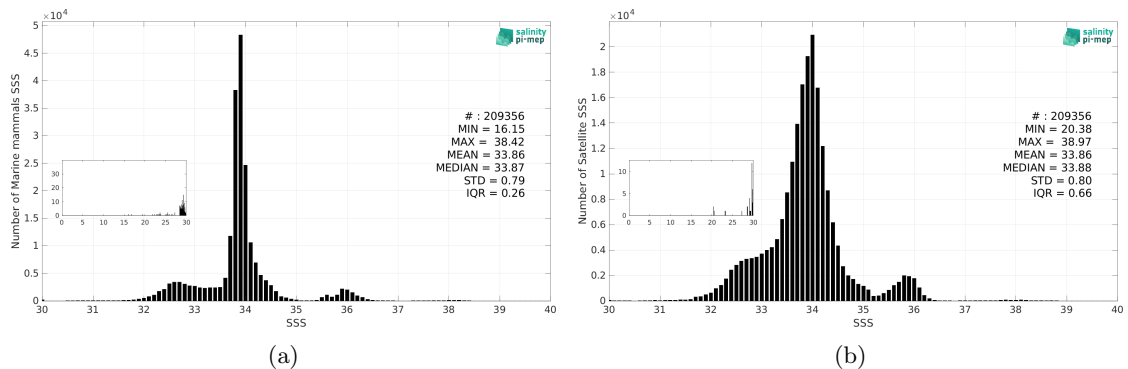 ×10⁴
5
4.5
4
3.5
3
2.5
2
1.5
1
0.5
0
Number of Marine mammals SSS
salinity
pi-mep
# : 209356
MIN = 16.15
MAX = 38.42
MEAN = 33.86
MEDIAN = 33.87
STD = 0.79
IQR = 0.26
30
20
10
0
0 5 10 15 20 25 30
30 31 32 33 34 35 36 37 38 39 40
SSS
(a)
×10⁴
2
1.8
1.6
1.4
1.2
1
0.8
0.6
0.4
0.2
0
Number of Satellite SSS
salinity
pi-mep
# : 209356
MIN = 20.38
MAX = 38.97
MEAN = 33.86
MEDIAN = 33.88
STD = 0.80
IQR = 0.66
10
5
0
0 5 10 15 20 25 30
30 31 32 33 34 35 36 37 38 39 40
SSS
(b)